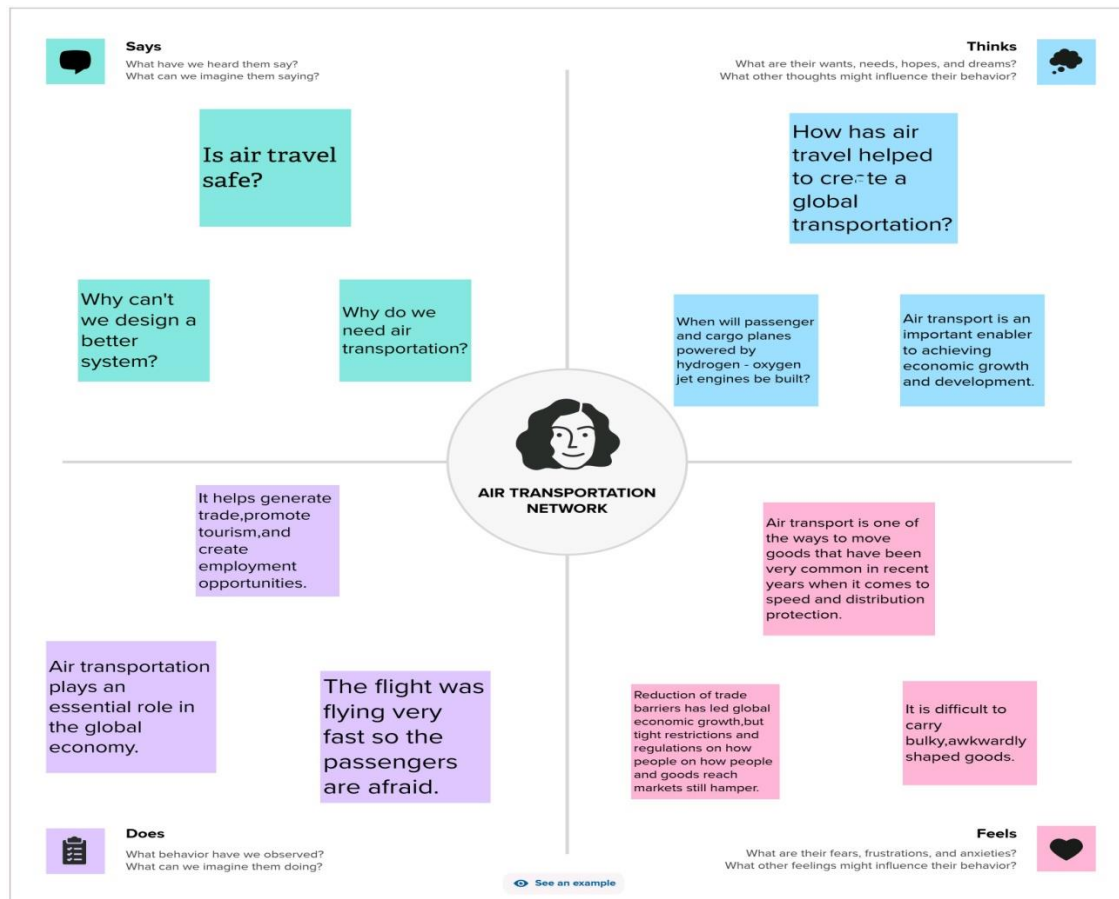 Says
What have we heard them say?
What can we imagine them saying?
Is air travel
safe?
Why can't
we design a
better
system?
Why do we
need air
transportation?
Thinks
What are their wants, needs, hopes, and dreams?
What other thoughts might influence their behavior?
How has air
travel helped
to create a
global
transportation?
When will passenger
and cargo planes
powered by
hydrogen - oxygen
jet engines be built?
Air transport is an
important enabler
to achieving
economic growth
and development.
AIR TRANSPORTATION
NETWORK
It helps generate
trade,promote
tourism,and
create
employment
opportunities.
Air transportation
plays an
essential role in
the global
economy.
The flight was
flying very
fast so the
passengers
are afraid.
Does
What behavior have we observed?
What can we imagine them doing?
Air transport is one of
the ways to move
goods that have been
very common in recent
years when it comes to
speed and distribution
protection.
Reduction of trade
barriers has led global
economic growth,but
tight restrictions and
regulations on how
people on how people
and goods reach
markets still hamper.
It is difficult to
carry
bulky,awkwardly
shaped goods.
Feels
What are their fears, frustrations, and anxieties?
What other feelings might influence their behavior?
See an example